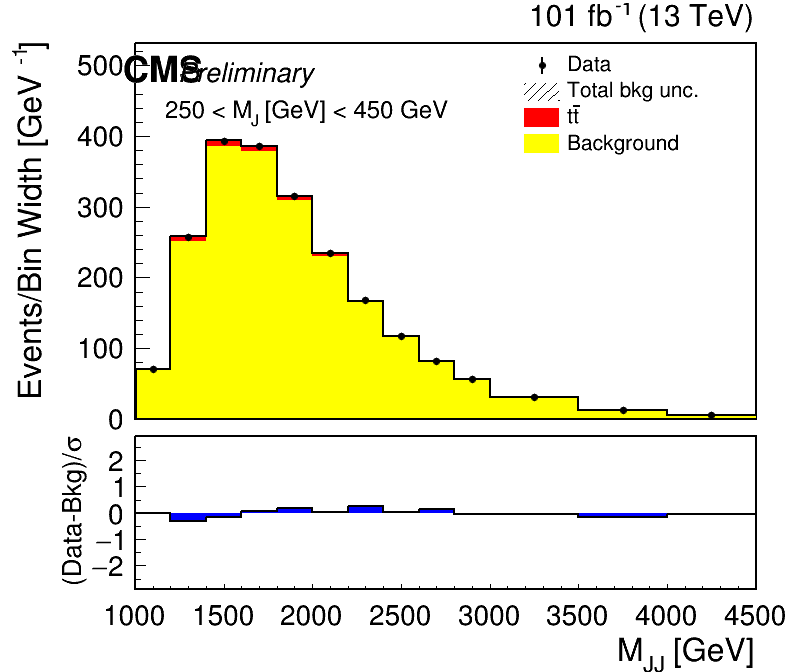 101 fb⁻¹ (13 TeV)
CMS Preliminary
250 < M_J [GeV] < 450 GeV
Data
Total bkg unc.
tt̄
Background
Events/Bin Width [GeV⁻¹]
500
400
300
200
100
0
(Data-Bkg)/σ
2
1
0
−1
−2
1000 1500 2000 2500 3000 3500 4000 4500
M_JJ [GeV]